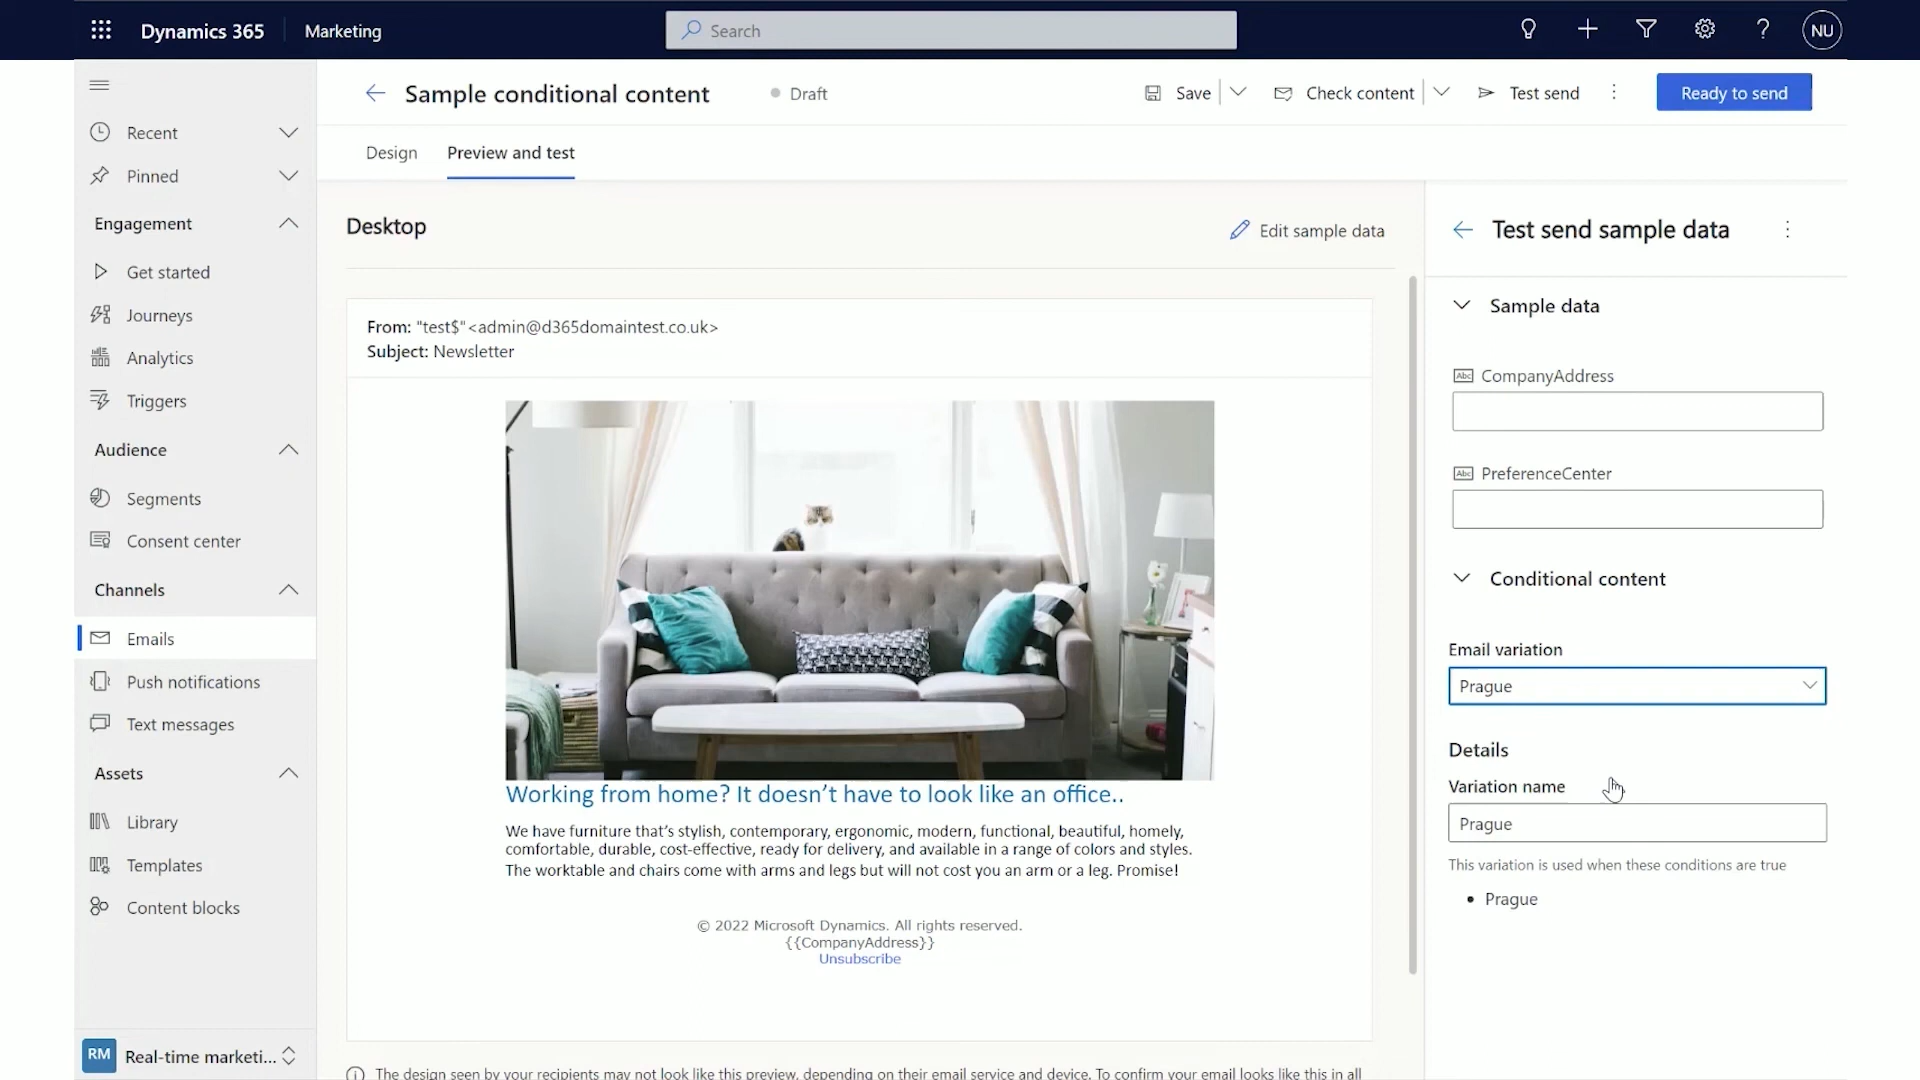 Dynamics 365
Marketing
Search
NU
Sample conditional content
Draft
Save
Check content
Test send
Ready to send
Recent
Pinned
Engagement
Get started
Journeys
Analytics
Triggers
Audience
Segments
Consent center
Channels
Emails
Push notifications
Text messages
Assets
Library
Templates
Content blocks
RM
Real-time marketi...
Design
Preview and test
Desktop
Edit sample data
From: "test$"<admin@d365domaintest.co.uk>
Subject: Newsletter
Working from home? It doesn’t have to look like an office..
We have furniture that’s stylish, contemporary, ergonomic, modern, functional, beautiful, homely,
comfortable, durable, cost-effective, ready for delivery, and available in a range of colors and styles.
The worktable and chairs come with arms and legs but will not cost you an arm or a leg. Promise!
© 2022 Microsoft Dynamics. All rights reserved.
{{CompanyAddress}}
Unsubscribe
The design seen by your recipients may not look like this preview, depending on their email service and device. To confirm your email looks like this in all
Test send sample data
Sample data
Abc CompanyAddress
Abc PreferenceCenter
Conditional content
Email variation
Prague
Details
Variation name
Prague
This variation is used when these conditions are true
• Prague